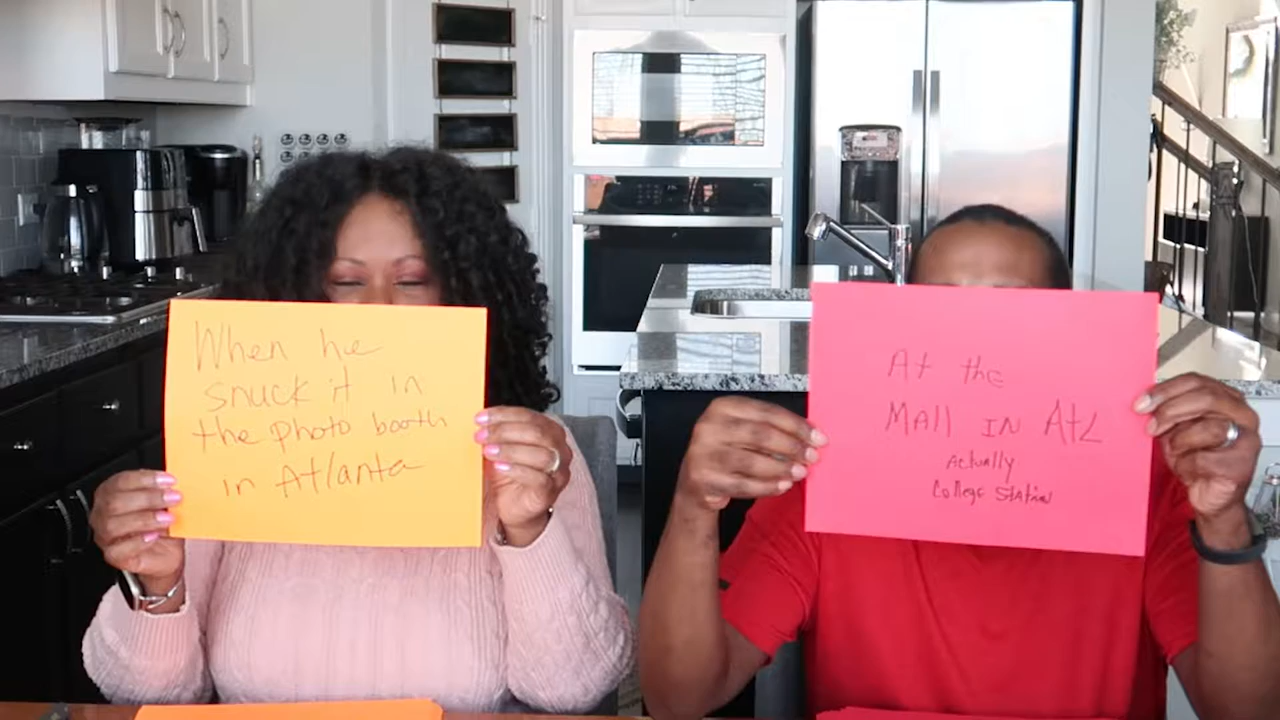 When he
snuck it in
the photo booth
in Atlanta
At the
Mall IN Atl
Actually
College Station